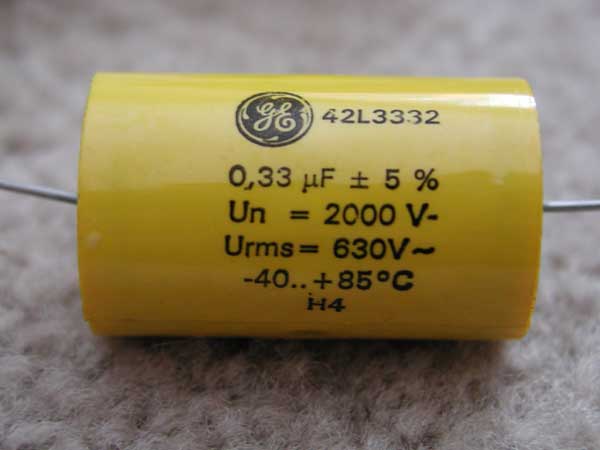 GE 42L3332
0,33 µF ± 5 %
Un = 2000 V-
Urms = 630V~
-40..+85°C
H4